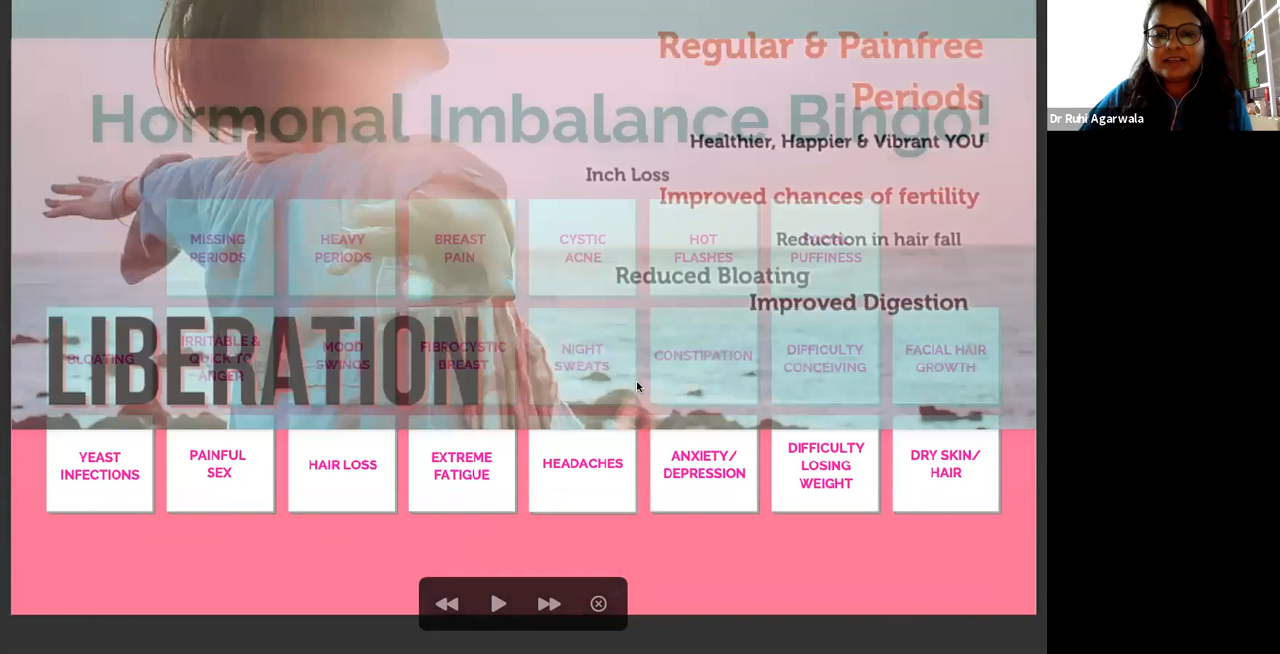 Regular & Painfree
Periods
Hormonal Imbalance Bingo!
Healthier, Happier & Vibrant YOU
Inch Loss
Improved chances of fertility
Reduction in hair fall
Reduced Bloating
Improved Digestion
MISSING
PERIODS
HEAVY
PERIODS
BREAST
PAIN
CYSTIC
ACNE
HOT
FLASHES
PUFFINESS
LIBERATION
BLOATING
IRRITABLE &
QUICK TO
ANGER
MOOD
SWINGS
FIBROCYSTIC
BREAST
NIGHT
SWEATS
CONSTIPATION
DIFFICULTY
CONCEIVING
FACIAL HAIR
GROWTH
YEAST
INFECTIONS
PAINFUL
SEX
HAIR LOSS
EXTREME
FATIGUE
HEADACHES
ANXIETY/
DEPRESSION
DIFFICULTY
LOSING
WEIGHT
DRY SKIN/
HAIR
Dr Ruhi Agarwala